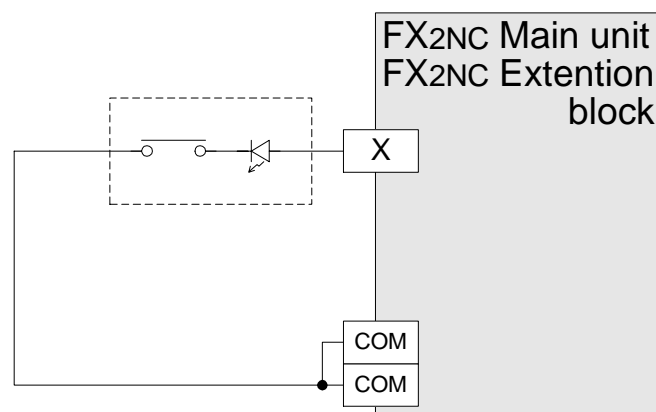 FX2NC Main unit
FX2NC Extention
block
X
COM
COM